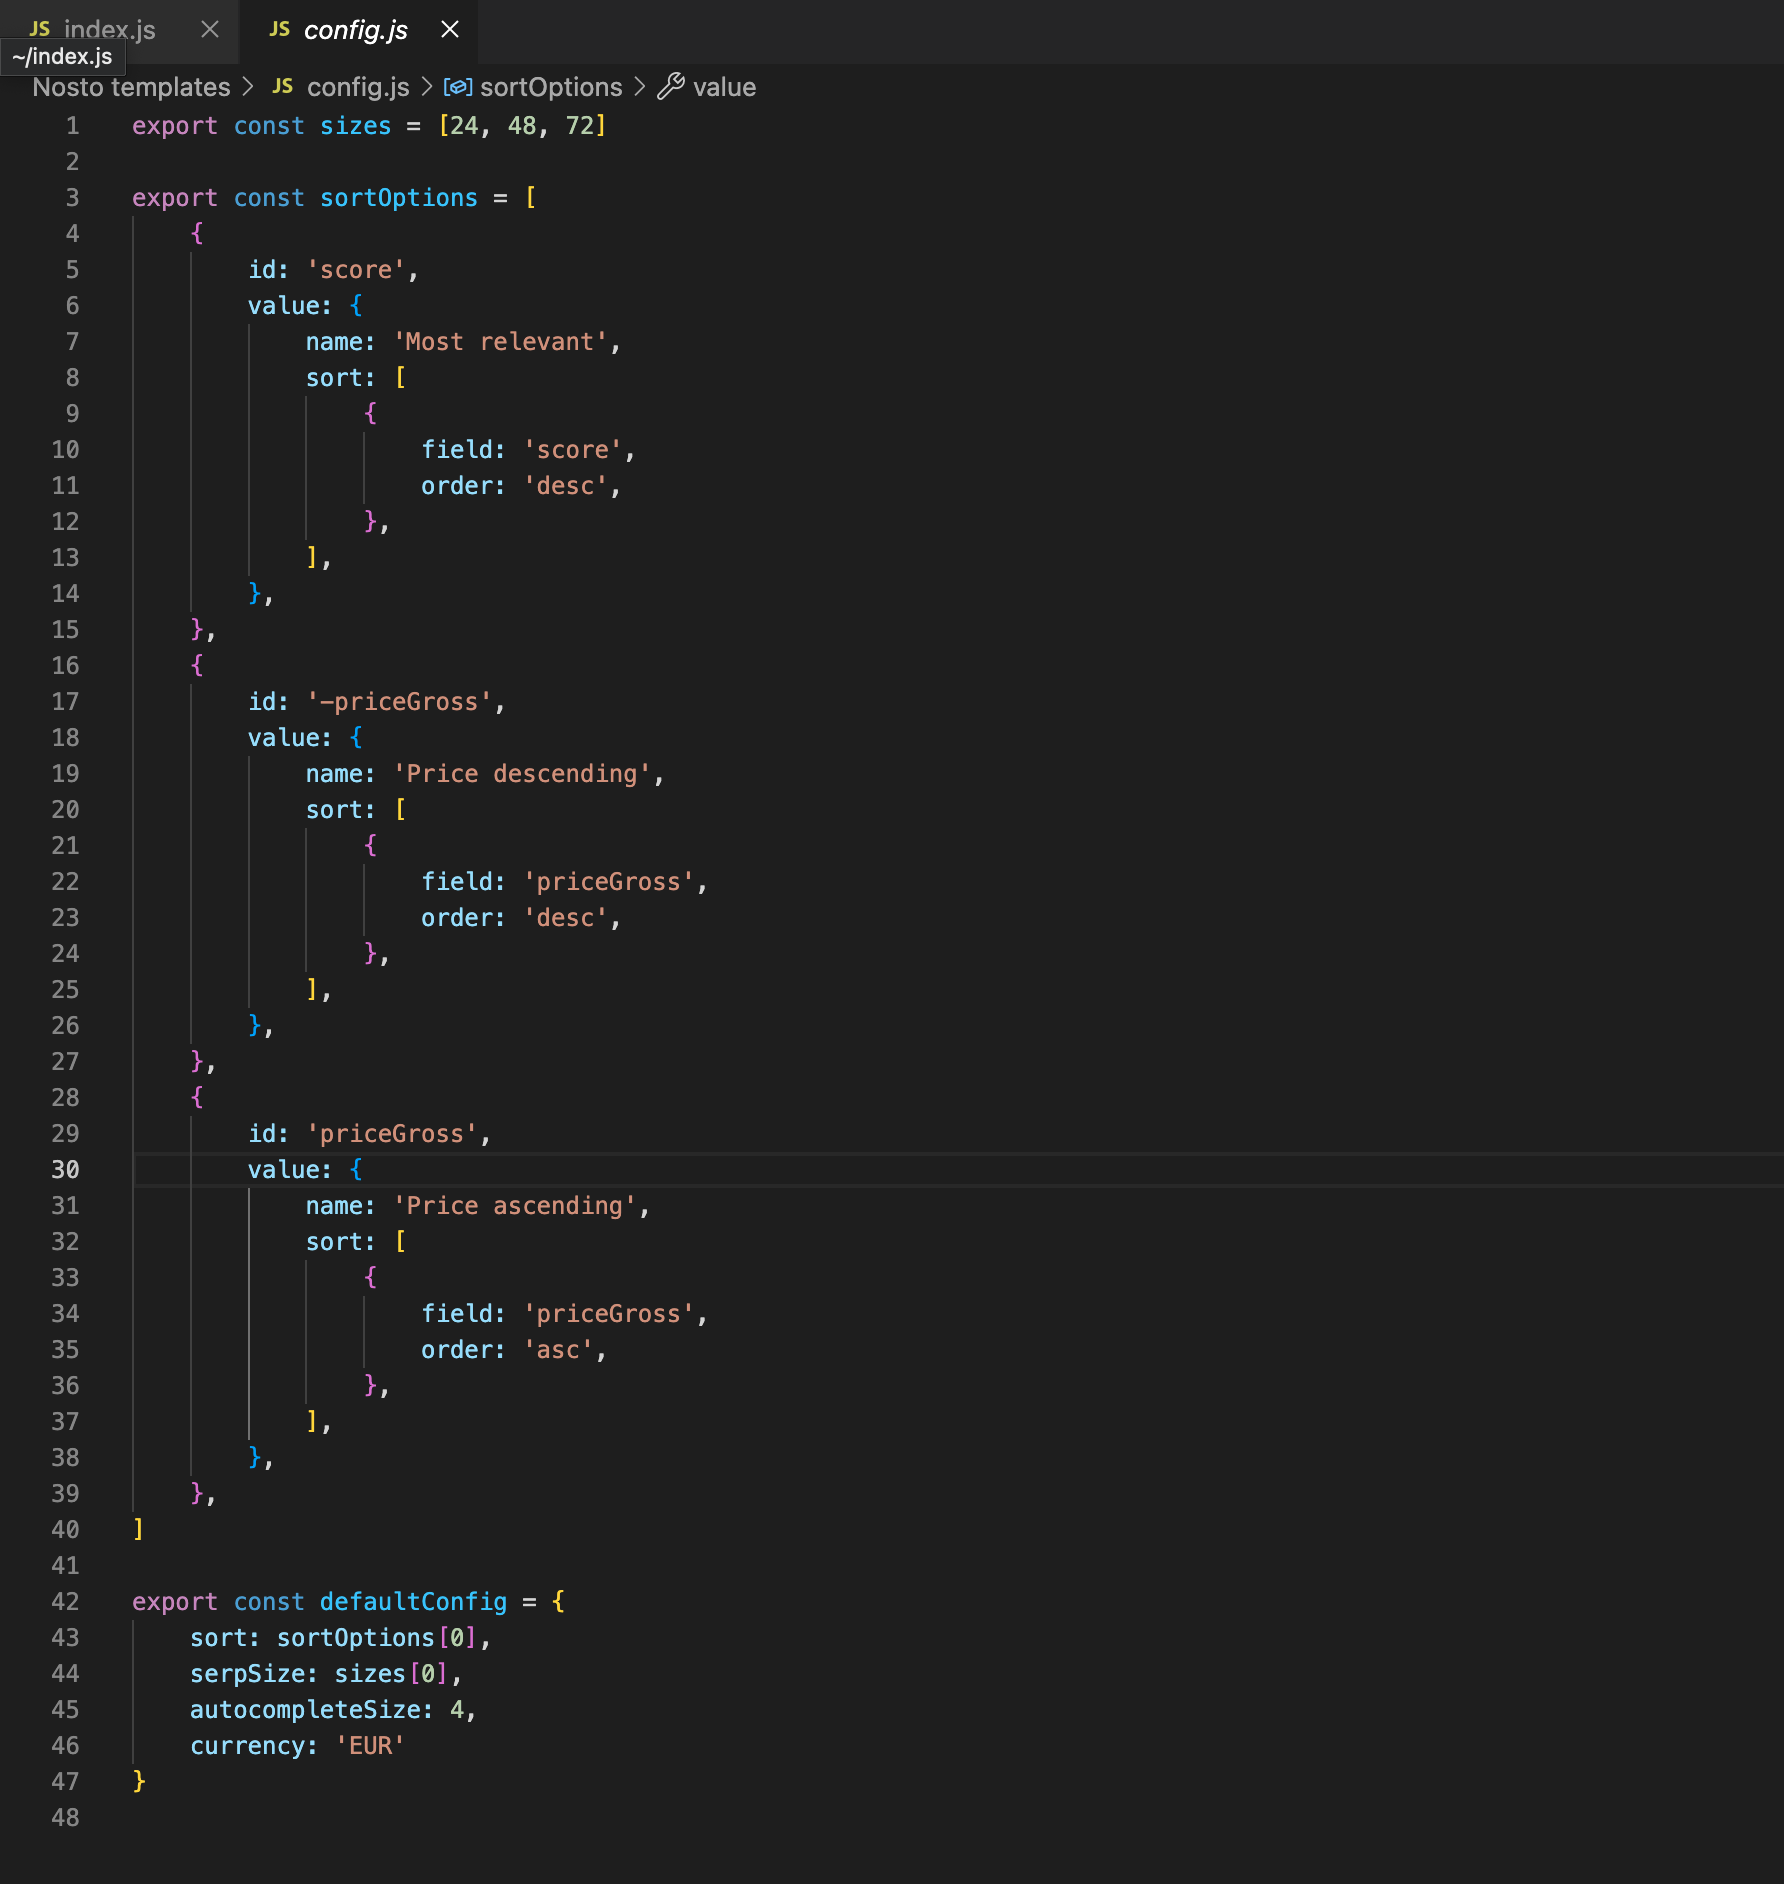 JS index.js × JS config.js ×
~/index.js
Nosto templates > JS config.js > sortOptions > value
1 export const sizes = [24, 48, 72]
2
3 export const sortOptions = [
4     {
5         id: 'score',
6         value: {
7             name: 'Most relevant',
8             sort: [
9                 {
10                     field: 'score',
11                     order: 'desc',
12                 },
13             ],
14         },
15     },
16     {
17         id: '-priceGross',
18         value: {
19             name: 'Price descending',
20             sort: [
21                 {
22                     field: 'priceGross',
23                     order: 'desc',
24                 },
25             ],
26         },
27     },
28     {
29         id: 'priceGross',
30         value: {
31             name: 'Price ascending',
32             sort: [
33                 {
34                     field: 'priceGross',
35                     order: 'asc',
36                 },
37             ],
38         },
39     },
40 ]
41
42 export const defaultConfig = {
43     sort: sortOptions[0],
44     serpSize: sizes[0],
45     autocompleteSize: 4,
46     currency: 'EUR'
47 }
48